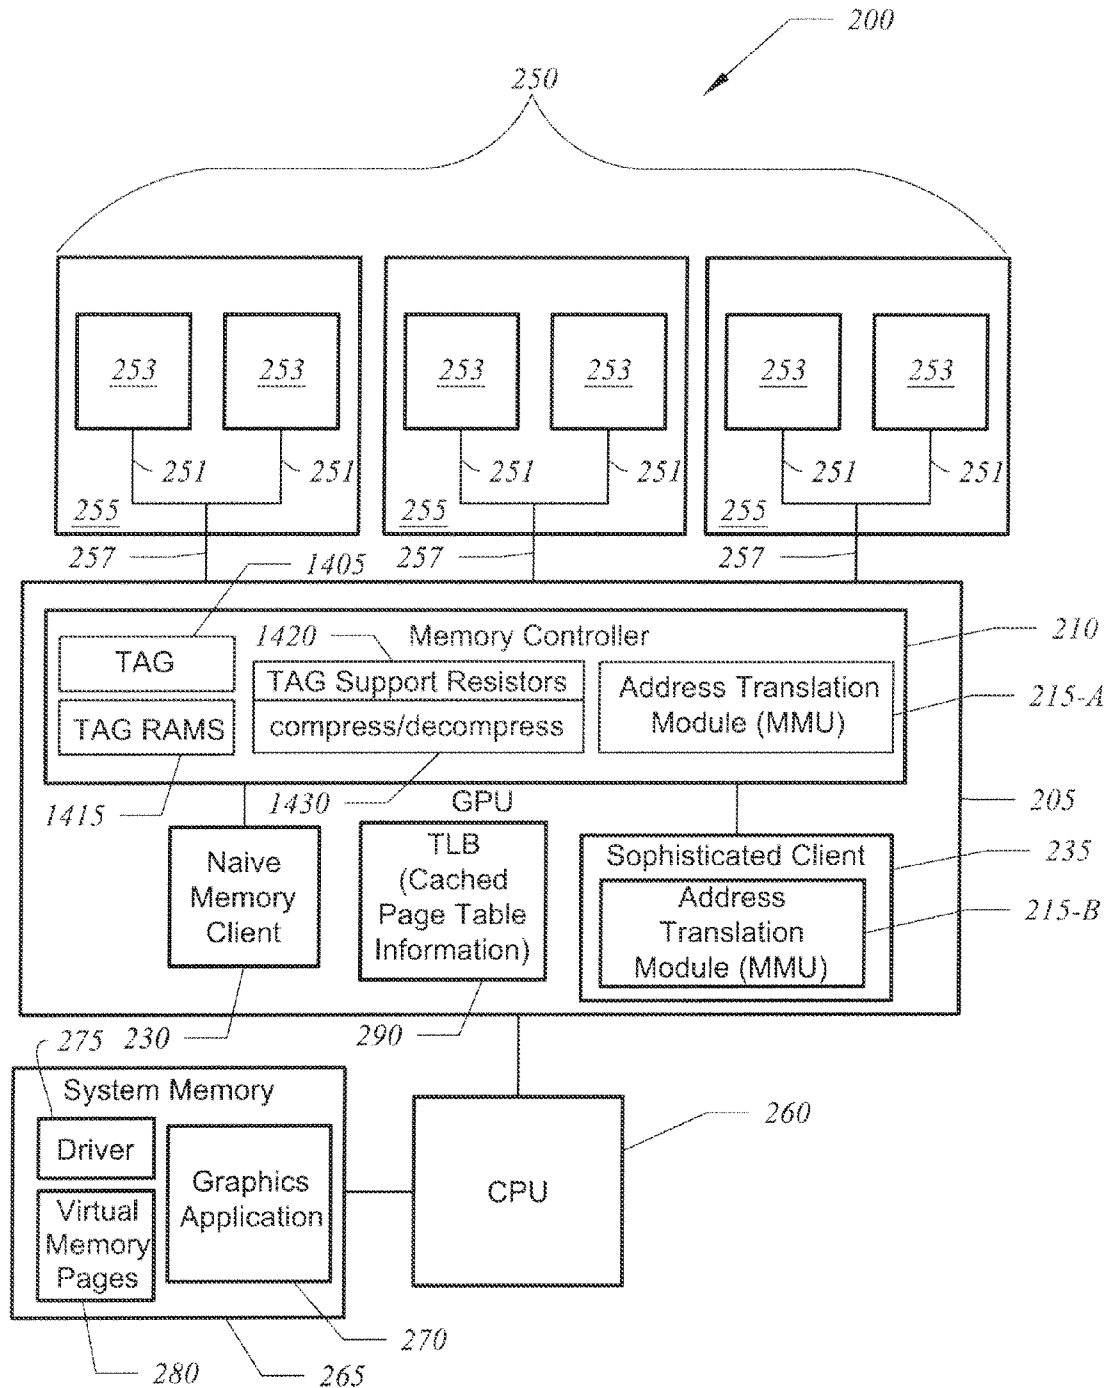 200
250
253 253 253 253 253 253
251 251 251 251 251 251
255 255 255
257 257 257
1405
1420 Memory Controller 210
TAG
TAG Support Resistors
Address Translation
Module (MMU)
215-A
TAG RAMS
compress/decompress
1415
1430
GPU
205
Naive
Memory
Client
TLB
(Cached
Page Table
Information)
Sophisticated Client
235
Address
Translation
Module (MMU)
215-B
275 230 290
System Memory
Driver
Graphics
Application
Virtual
Memory
Pages
CPU
260
270
280 265